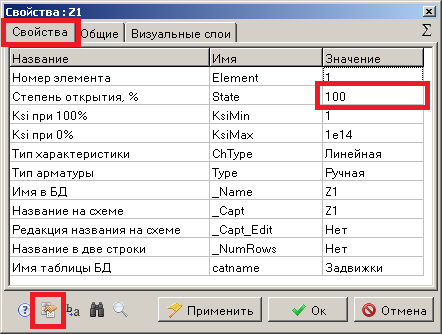 Свойства : Z1
Свойства Общие Визуальные слои Σ
Название Имя Значение
Номер элемента Element 1
Степень открытия, % State 100
Ksi при 100% KsiMin 1
Ksi при 0% KsiMax 1e14
Тип характеристики ChType Линейная
Тип арматуры Type Ручная
Имя в БД _Name Z1
Название на схеме _Capt Z1
Редакция названия на схеме _Capt_Edit Нет
Название в две строки _NumRows Нет
Имя таблицы БД catname Задвижки
? b,a Применить Ок Отмена